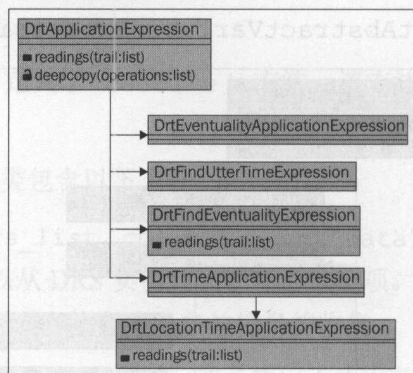 DrtApplicationExpression
readings(trail:list)
deepcopy(operations:list)
DrtEventualityApplicationExpression
DrtFindUtterTimeExpression
DrtFindEventualityExpression
readings(trail:list)
DrtTimeApplicationExpression
DrtLocationTimeApplicationExpression
readings(trail:list)